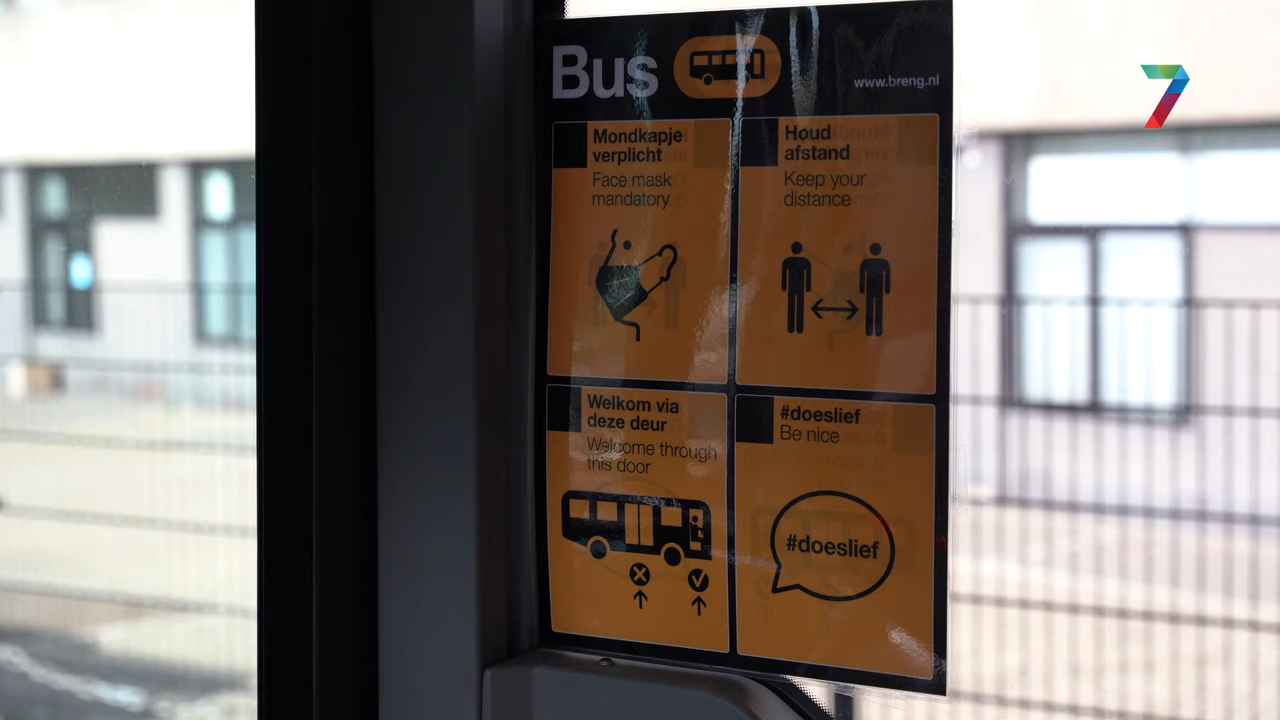 Bus
www.breng.nl
Mondkapje
verplicht
Face mask
mandatory
Houd
afstand
Keep your
distance
Welkom via
deze deur
Welcome through
this door
#doeslief
Be nice
#doeslief
7